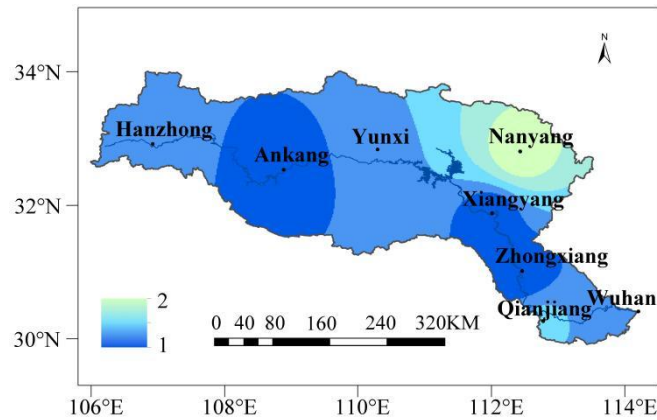 N
34°N
Hanzhong
Ankang
Yunxi
Nanyang
32°N
Xiangyang
Zhongxiang
Qianjiang
Wuhan
2
1
0 40 80 160 240 320KM
30°N
106°E 108°E 110°E 112°E 114°E